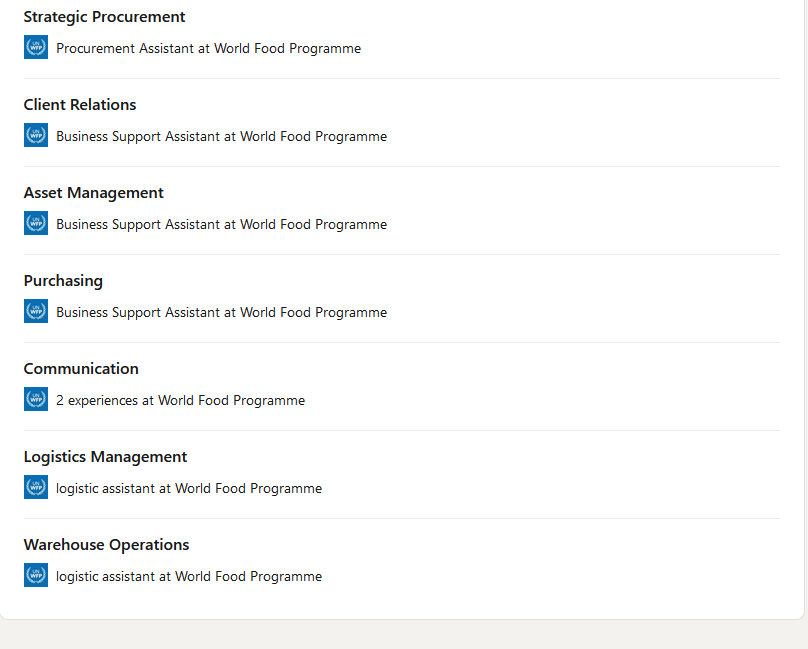 Strategic Procurement
Procurement Assistant at World Food Programme
Client Relations
Business Support Assistant at World Food Programme
Asset Management
Business Support Assistant at World Food Programme
Purchasing
Business Support Assistant at World Food Programme
Communication
2 experiences at World Food Programme
Logistics Management
logistic assistant at World Food Programme
Warehouse Operations
logistic assistant at World Food Programme